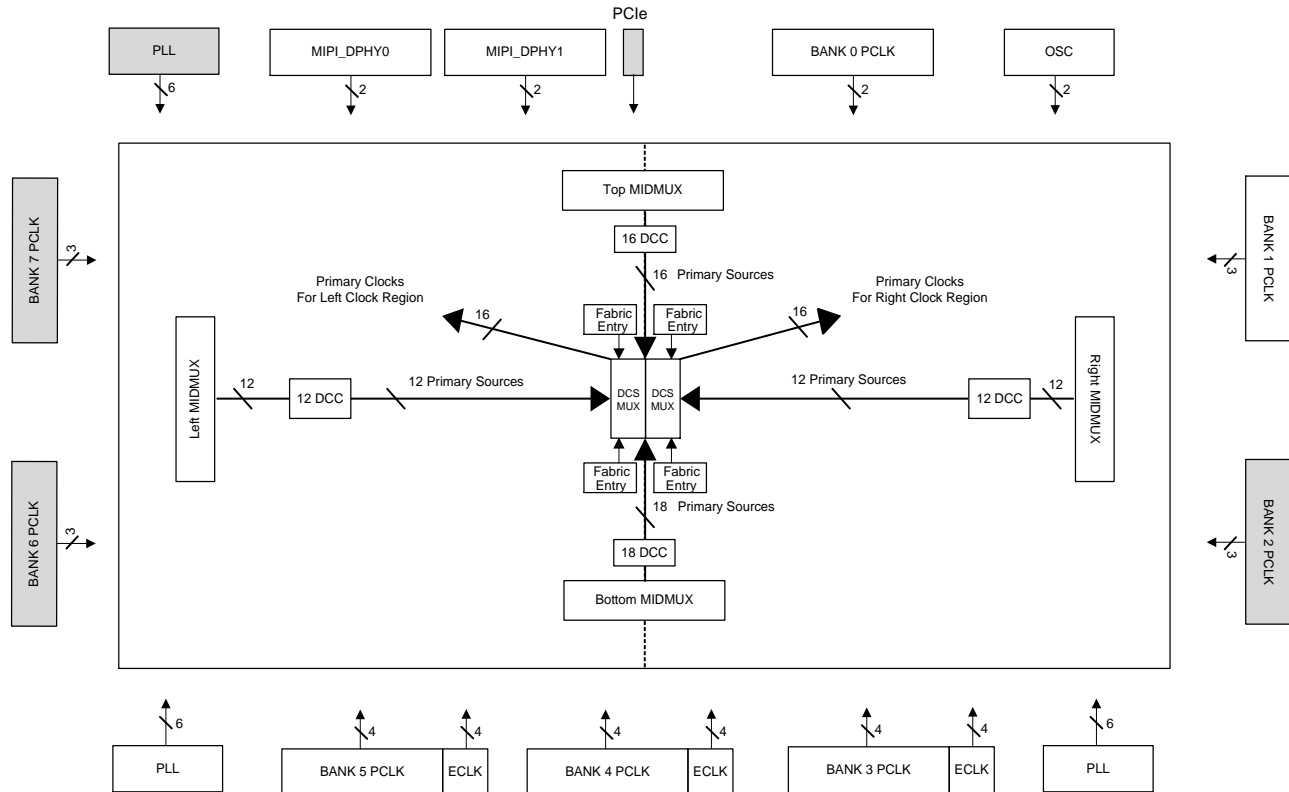 PCIe
PLL
MIPI_DPHY0
MIPI_DPHY1
BANK 0 PCLK
OSC
6
2
2
2
2
Top MIDMUX
16 DCC
16 Primary Sources
BANK 7 PCLK
3
BANK 1 PCLK
3
Primary Clocks
For Left Clock Region
16
Primary Clocks
For Right Clock Region
16
Fabric
Entry
Fabric
Entry
Left MIDMUX
12
12 DCC
12 Primary Sources
DCS
MUX
DCS
MUX
12 Primary Sources
12 DCC
12
Right MIDMUX
Fabric
Entry
Fabric
Entry
18 Primary Sources
18 DCC
Bottom MIDMUX
BANK 6 PCLK
3
BANK 2 PCLK
3
6
4
4
4
4
4
4
6
PLL
BANK 5 PCLK
ECLK
BANK 4 PCLK
ECLK
BANK 3 PCLK
ECLK
PLL